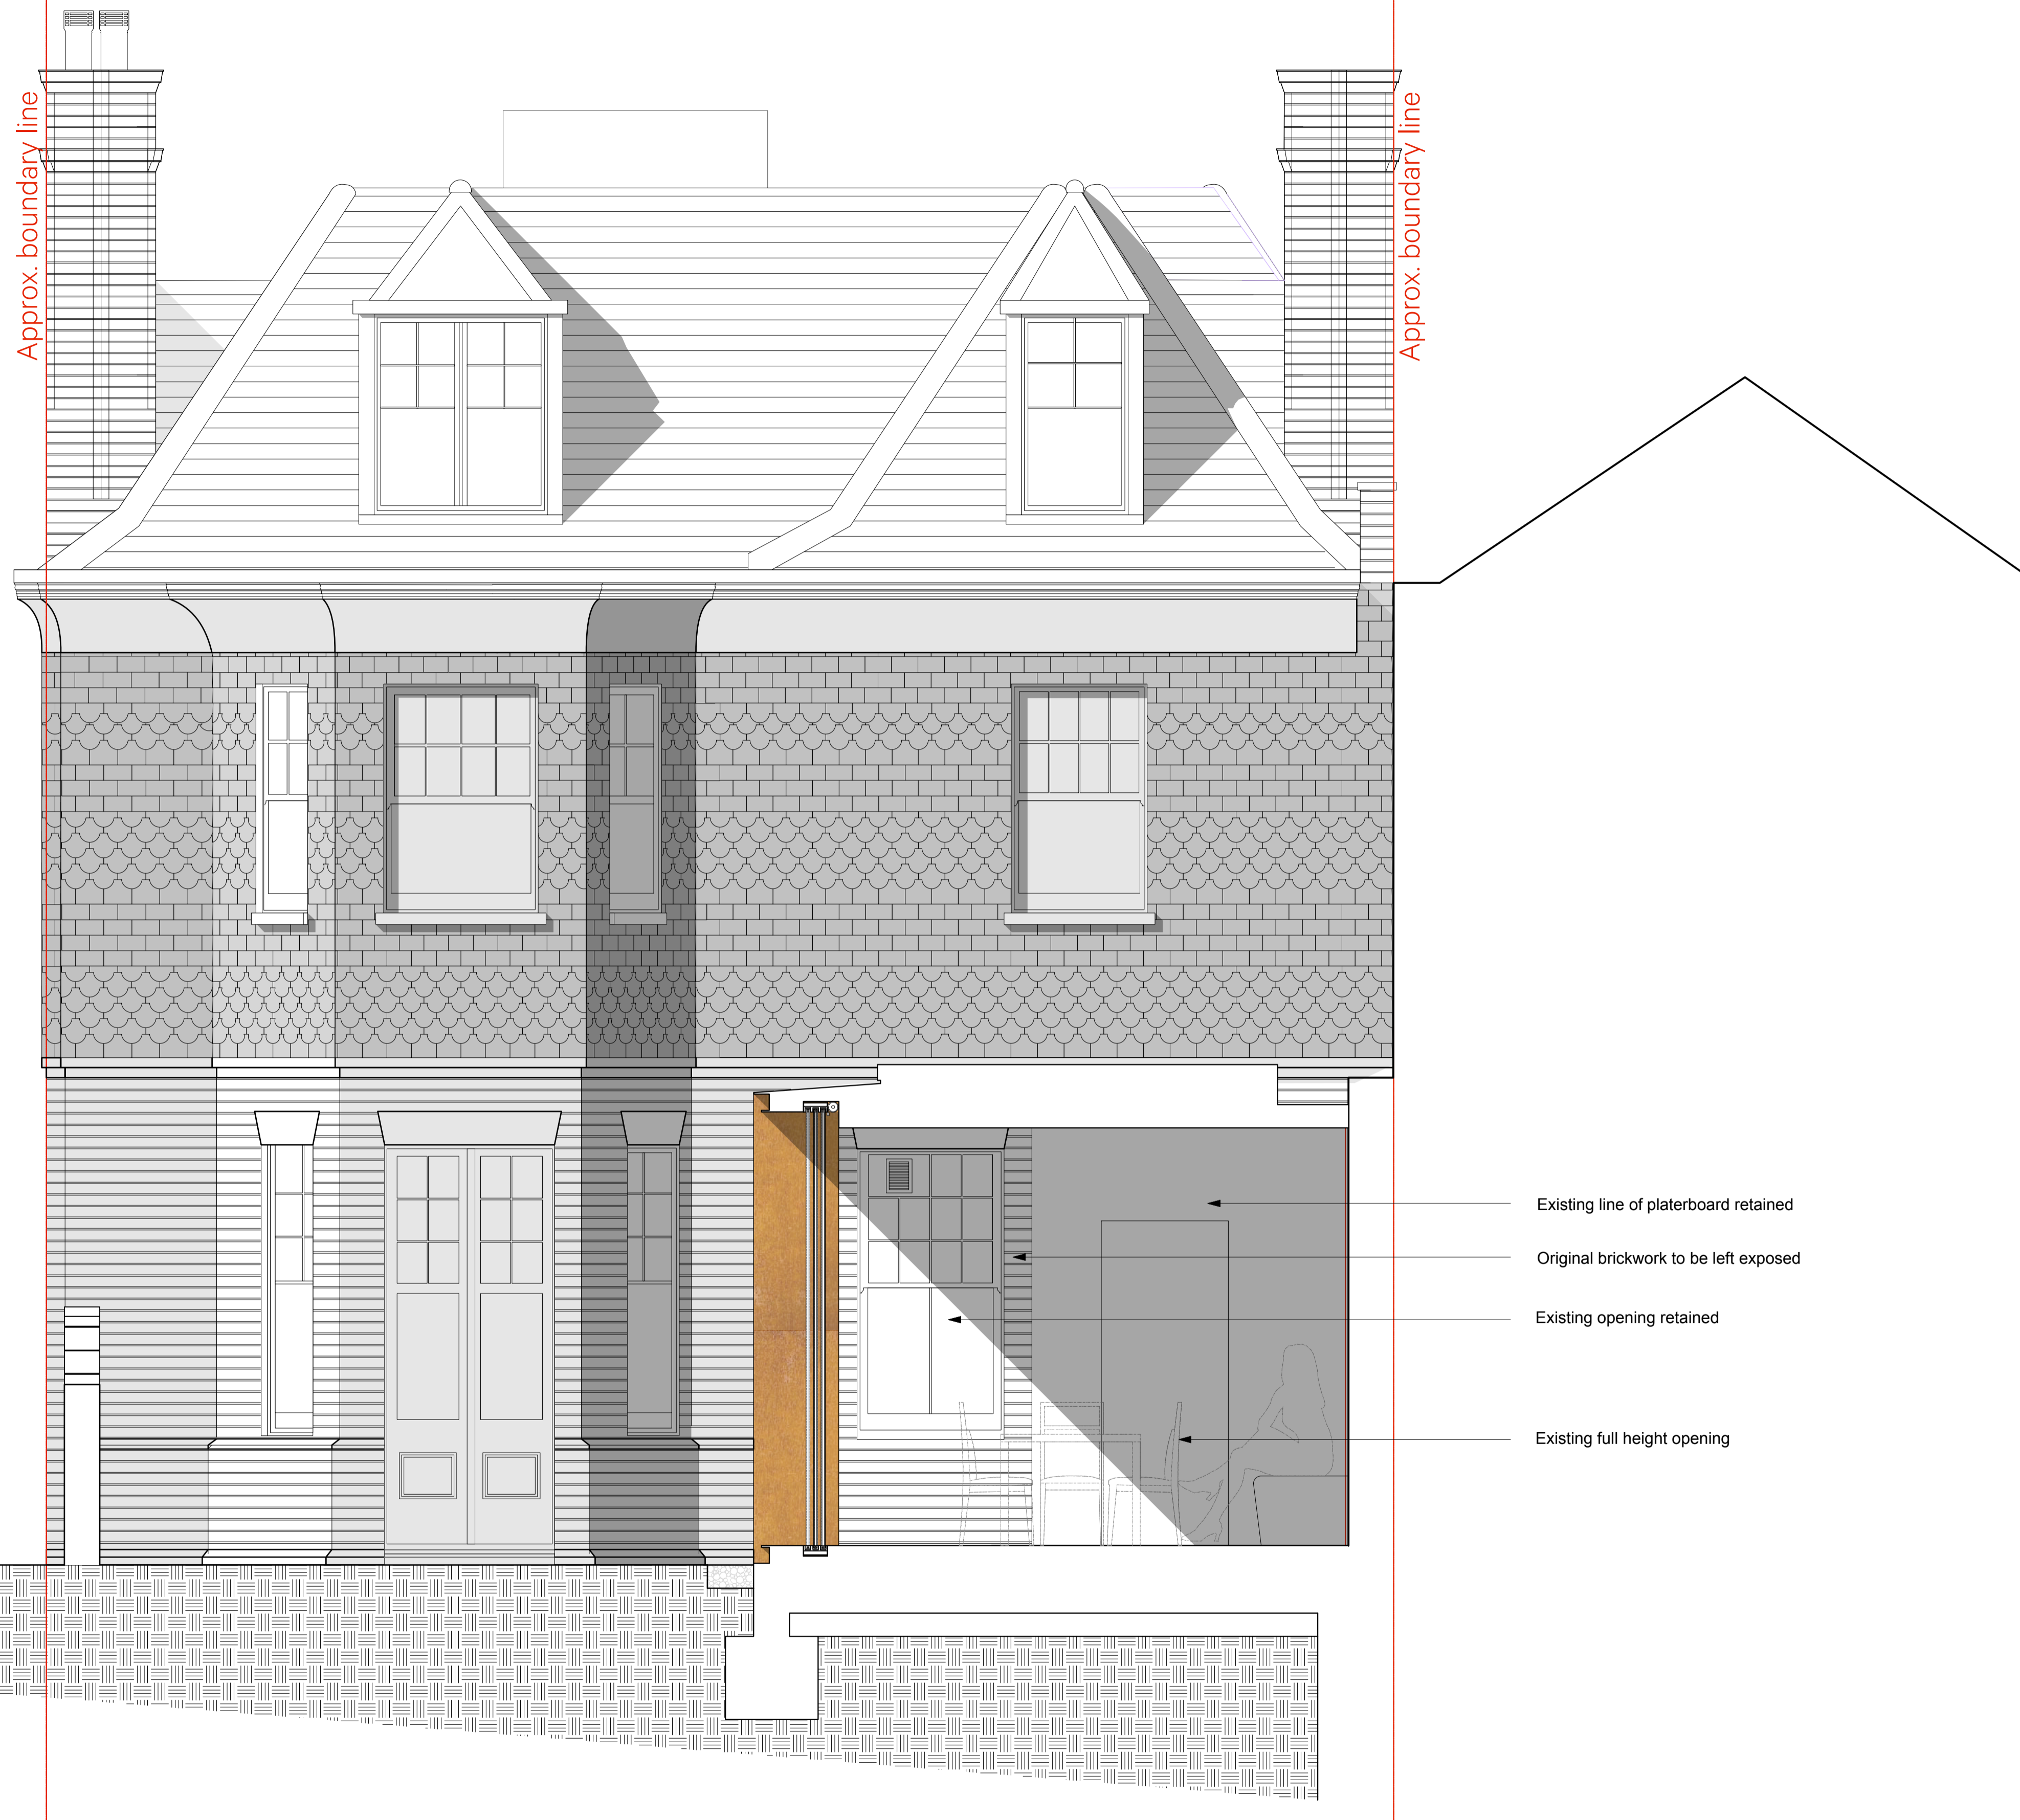 Approx. boundary line
Approx. boundary line
Existing line of platerboard retained
Original brickwork to be left exposed
Existing opening retained
Existing full height opening